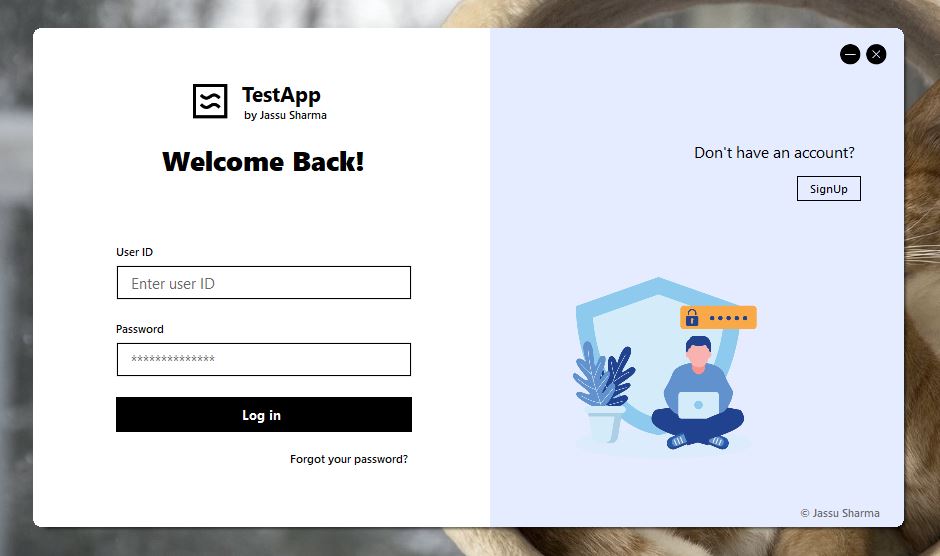 TestApp
by Jassu Sharma
Welcome Back!
User ID
Enter user ID
Password
**************
Log in
Forgot your password?
Don't have an account?
SignUp
© Jassu Sharma